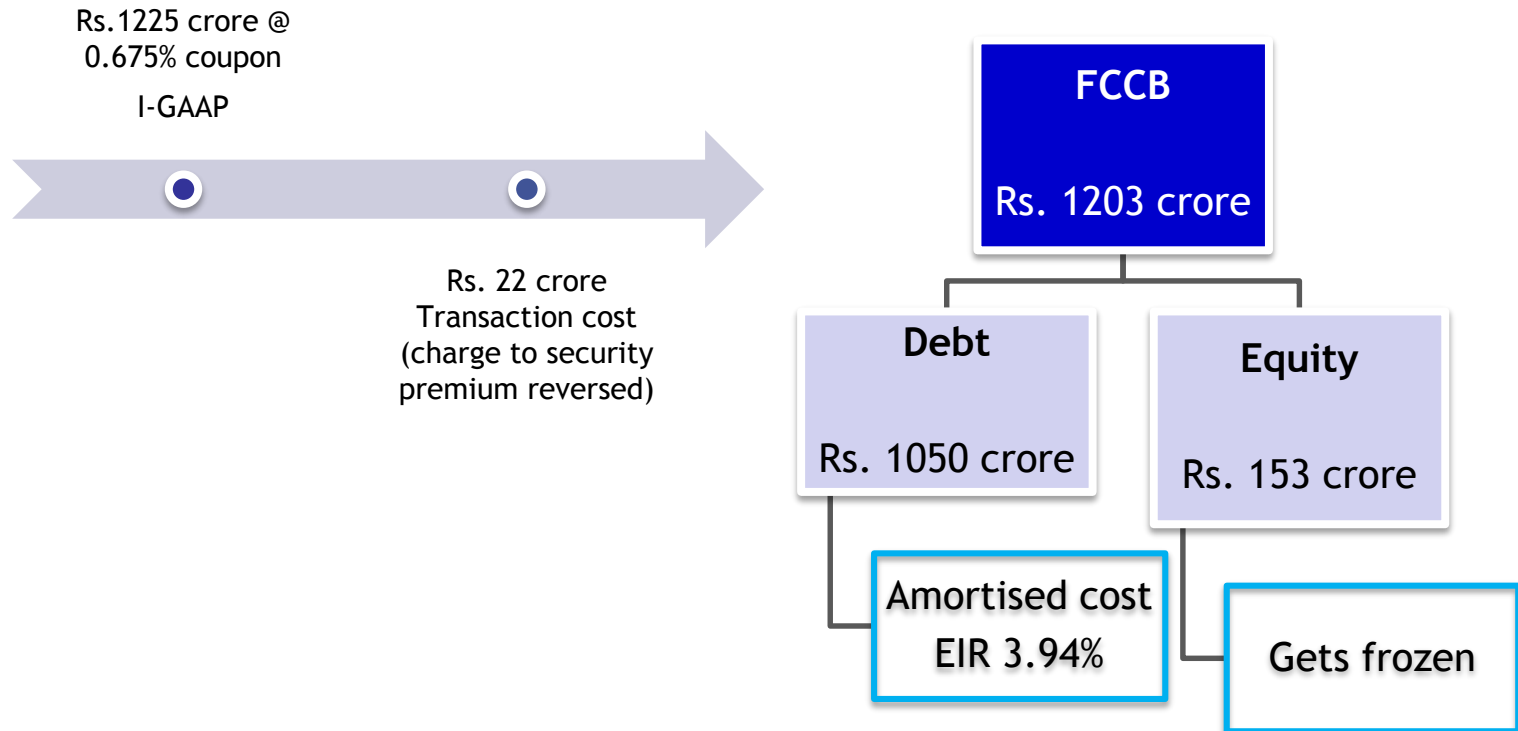 Rs.1225 crore @
0.675% coupon
I-GAAP
Rs. 22 crore
Transaction cost
(charge to security
premium reversed)
FCCB
Rs. 1203 crore
Debt
Rs. 1050 crore
Equity
Rs. 153 crore
Amortised cost
EIR 3.94%
Gets frozen